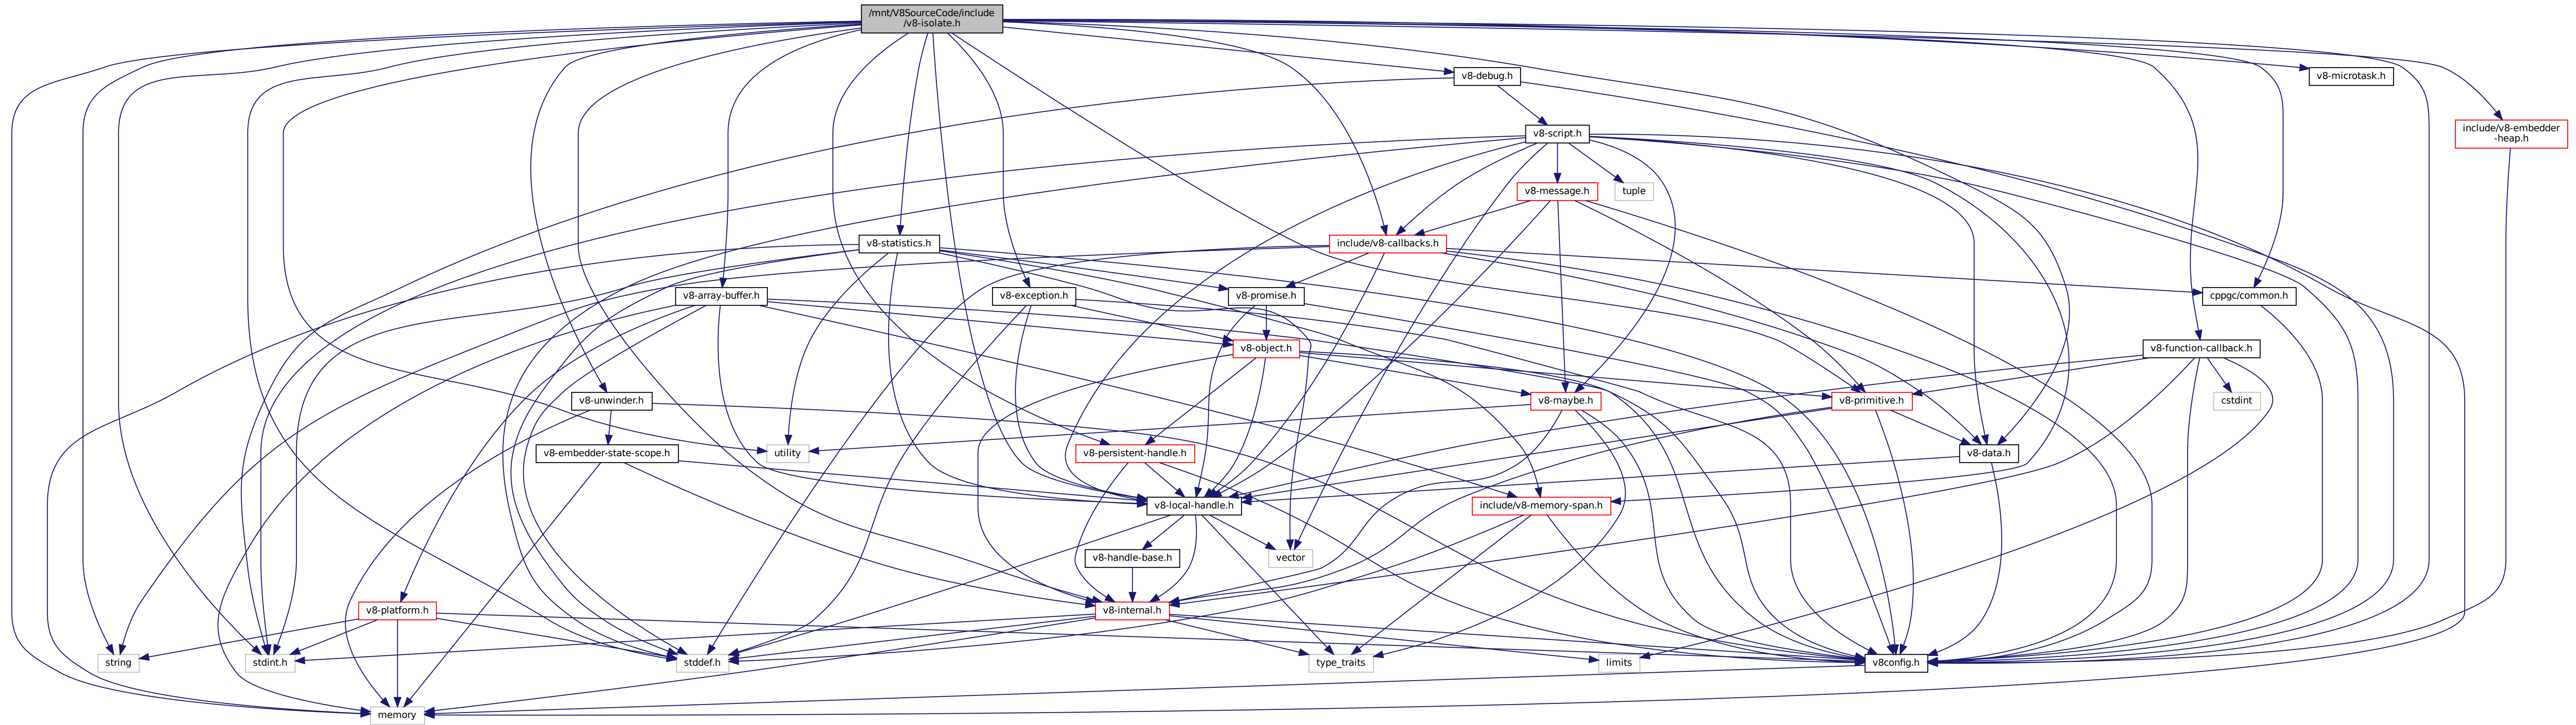 /mnt/V8SourceCode/include
/v8-isolate.h
v8-debug.h
v8-microtask.h
v8-script.h
include/v8-embedder
-heap.h
v8-message.h
tuple
v8-statistics.h
include/v8-callbacks.h
v8-array-buffer.h
v8-exception.h
v8-promise.h
cppgc/common.h
v8-object.h
v8-function-callback.h
v8-unwinder.h
v8-maybe.h
v8-primitive.h
cstdint
v8-embedder-state-scope.h
utility
v8-persistent-handle.h
v8-data.h
v8-local-handle.h
include/v8-memory-span.h
v8-handle-base.h
vector
v8-platform.h
v8-internal.h
string
stdint.h
stddef.h
type_traits
limits
v8config.h
memory